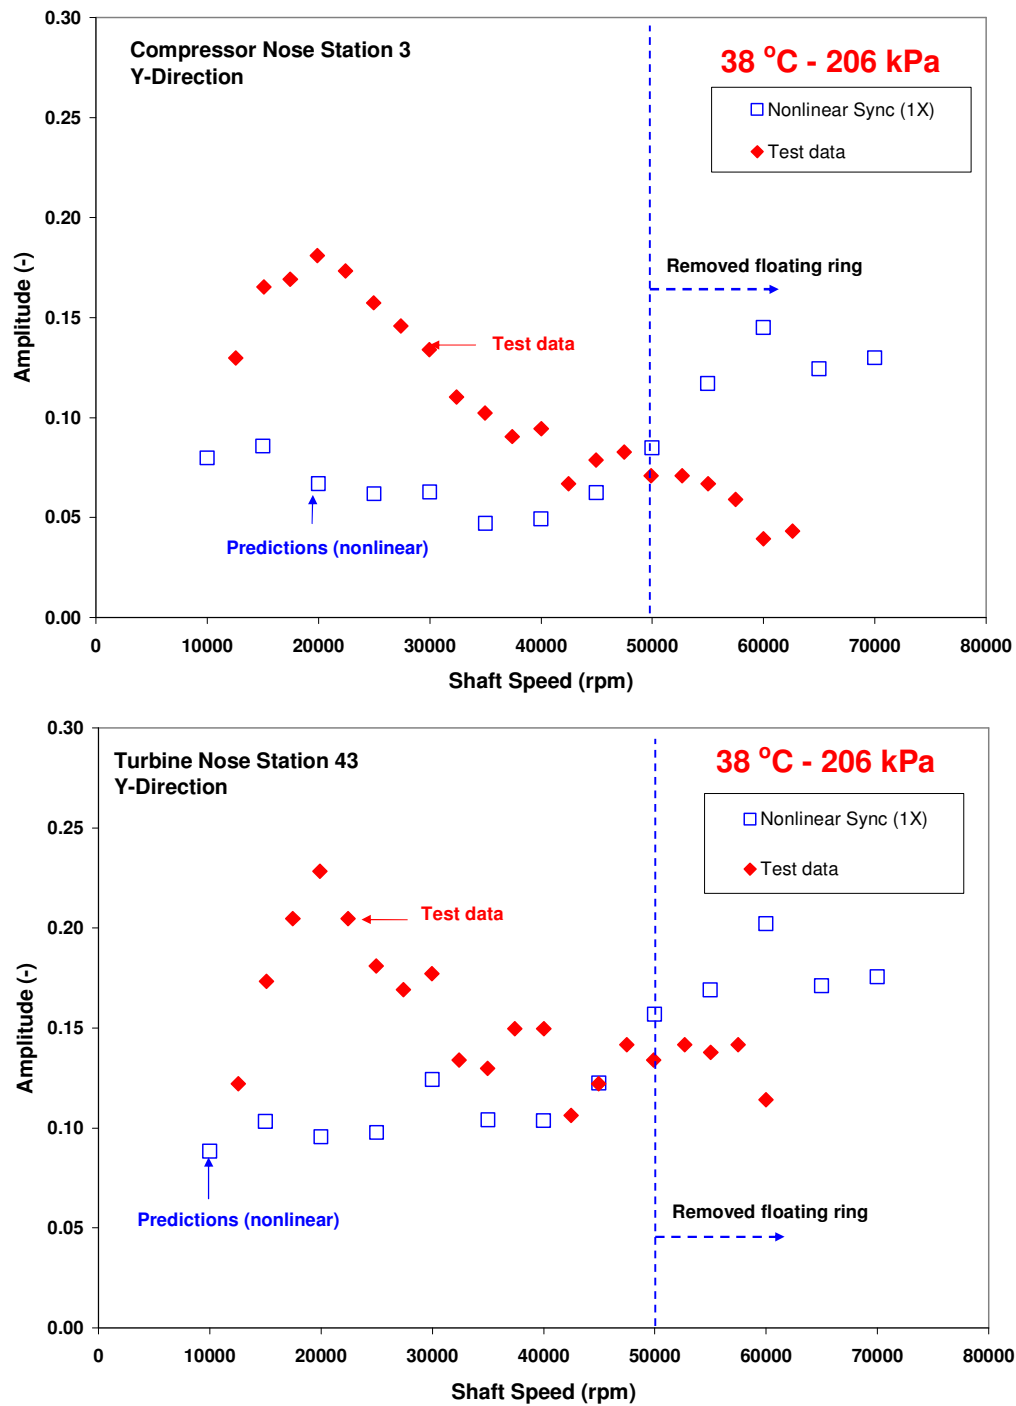 0.30
Compressor Nose Station 3
Y-Direction
38 °C - 206 kPa
Nonlinear Sync (1X)
Test data
0.25
0.20
Removed floating ring
0.15
Test data
Amplitude (-)
0.10
0.05
Predictions (nonlinear)
0.00
0 10000 20000 30000 40000 50000 60000 70000 80000
Shaft Speed (rpm)
0.30
Turbine Nose Station 43
Y-Direction
38 °C - 206 kPa
Nonlinear Sync (1X)
Test data
0.25
Test data
0.20
0.15
Amplitude (-)
0.10
Predictions (nonlinear)
Removed floating ring
0.05
0.00
0 10000 20000 30000 40000 50000 60000 70000 80000
Shaft Speed (rpm)